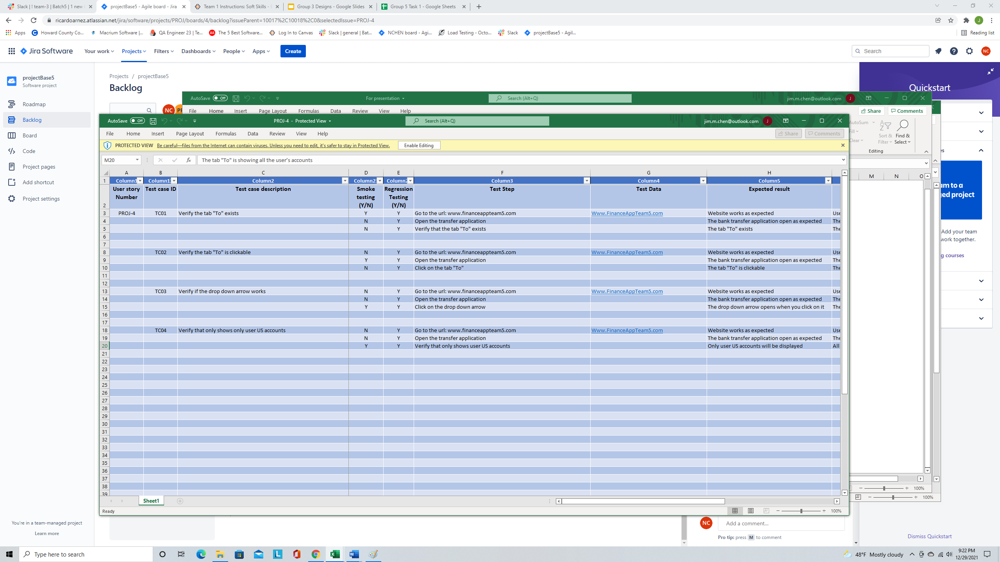 Slack | ! team-3 | Batch5 | 1 new
projectBase5 - Agile board - Jira
Team 1 Instructions: Soft Skills -
Group 3 Designs - Google Slides
Group 5 Task 1 - Google Sheets
ricardoarnez.atlassian.net/jira/software/projects/PROJ/boards/4/backlog?issueParent=10017%2C10018%2C0&selectedIssue=PROJ-4
J
Apps Howard County Co... Macrium Software |... QA Engineer 23 | Te... The 5 Best Software... Log In to Canvas Slack | general | Bat... NCHEN board - Agi... Load Testing - Octo... Slack projectBase5 - Agil... Reading list
Jira Software Your work Projects Filters Dashboards People Apps Create Search NC
projectBase5
Software project
Roadmap
Backlog
Board
Code
Project pages
Add shortcut
Project settings
You're in a team-managed project
Learn more
Projects / projectBase5
Backlog
NC
Quickstart
AutoSave Off For presentation Search (Alt+Q) jim.m.chen@outlook.com J
File Home Insert Page Layout Formulas Data Review View Help Share Comments
AutoSum
Fill
Clear
Sort & Filter
Find & Select
Editing
M N O
100%
100%
AutoSave Off PROJ-4 - Protected View Search (Alt+Q) jim.m.chen@outlook.com J
File Home Insert Page Layout Formulas Data Review View Help Share Comments
PROTECTED VIEW Be careful—files from the Internet can contain viruses. Unless you need to edit, it's safer to stay in Protected View. Enable Editing
M20 fx The tab "To" is showing all the user's accounts
A B C D E F G H
1 Column1 Column1 Column2 Column2 Column2 Column3 Column4 Column5
2 User story Number Test case ID Test case description Smoke testing (Y/N) Regression Testing (Y/N) Test Step Test Data Expected result
3 PROJ-4 TC01 Verify the tab "To" exists Y Y Go to the url: www.financeappteam5.com Www.FinanceAppTeam5.com Website works as expected Use
4 N Y Open the transfer application The bank transfer application open as expected The
5 N Y Verify that the tab "To" exists The tab "To" exists The
6
7
8 TC02 Verify the tab "To" is clickable N Y Go to the url: www.financeappteam5.com Www.FinanceAppTeam5.com Website works as expected Use
9 Y Y Open the transfer application The bank transfer application open as expected The
10 N Y Click on the tab "To" The tab "To" is clickable The
11
12
13 TC03 Verify if the drop down arrow works N Y Go to the url: www.financeappteam5.com Www.FinanceAppTeam5.com Website works as expected Use
14 N Y Open the transfer application The bank transfer application open as expected The
15 Y Y Click on the drop down arrow The drop down arrow opens when you click on it The
16
17
18 TC04 Verify that only shows only user US accounts N Y Go to the url: www.financeappteam5.com Www.FinanceAppTeam5.com Website works as expected Use
19 N Y Open the transfer application The bank transfer application open as expected The
20 Y Y Verify that only shows user US accounts Only user US accounts will be displayed All
21
22
23
24
25
26
27
28
29
30
31
32
33
34
35
36
37
38
39
Sheet1
Ready 100%
am to a
ed project
Add your team
work together.
g courses
NC Add a comment...
Pro tip: press M to comment
Dismiss Quickstart
Type here to search
48°F Mostly cloudy
9:22 PM
12/29/2021